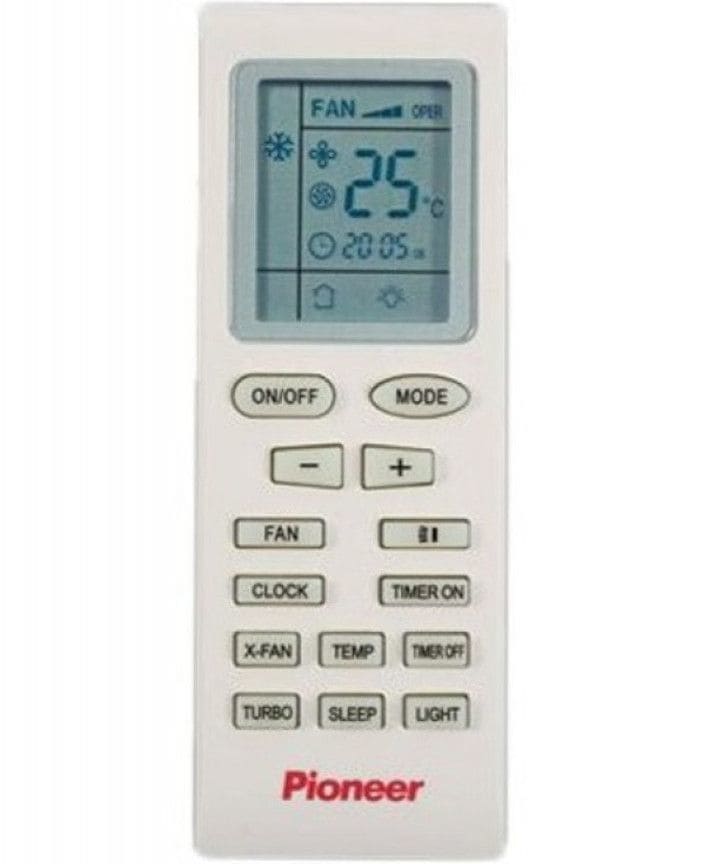 FAN OPER
25 °C
20:05 ON
ON/OFF MODE
- +
FAN
CLOCK TIMER ON
X-FAN TEMP TIMER OFF
TURBO SLEEP LIGHT
Pioneer